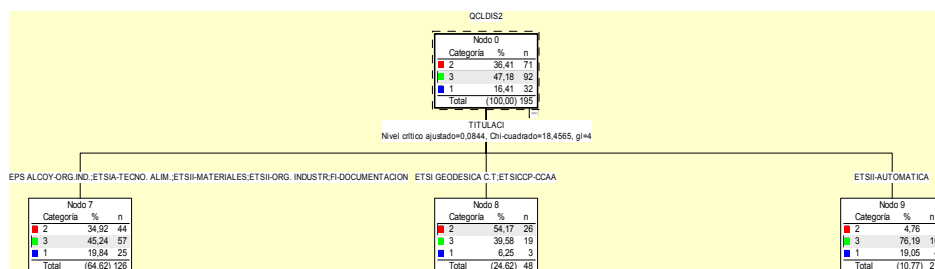 QCLDIS2
Nodo 0
Categoría % n
2 36,41 71
3 47,18 92
1 16,41 32
Total (100,00) 195
TITULACI
Nivel crítico ajustado=0,0844, Chi-cuadrado=18,4565, gl=4
EPS ALCOY-ORG.IND.;ETSIA-TECNO. ALIM.;ETSII-MATERIALES;ETSII-ORG. INDUSTR;FI-DOCUMENTACION
ETSI GEODESICA C.T;ETSICCP-CCAA
ETSII-AUTOMATICA
Nodo 7
Categoría % n
2 34,92 44
3 45,24 57
1 19,84 25
Total (64,62) 126
Nodo 8
Categoría % n
2 54,17 26
3 39,58 19
1 6,25 3
Total (24,62) 48
Nodo 9
Categoría % n
2 4,76
3 76,19
1 19,05
Total (10,77)